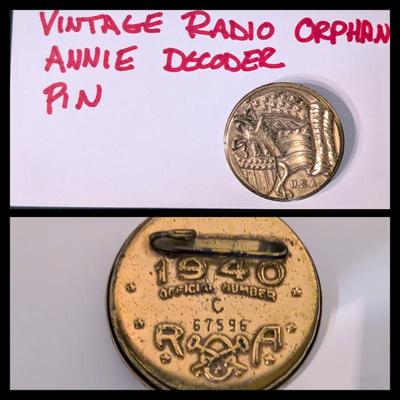 VINTAGE RADIO ORPHAN
ANNIE DECODER
PIN
U.S.A
1940
OFFICIAL NUMBER
C
67596
R A